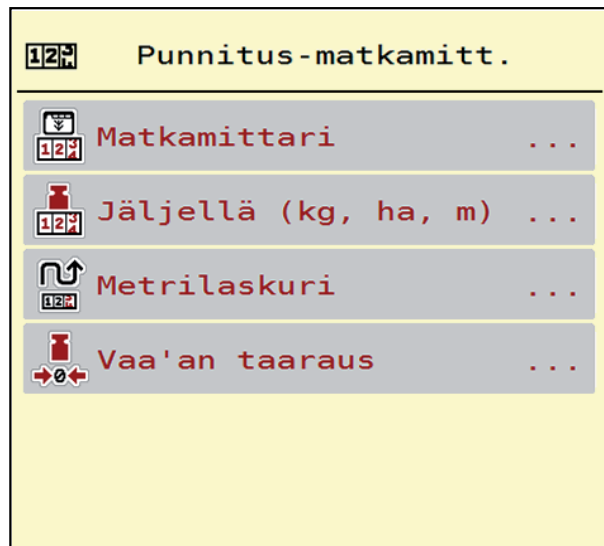 Punnitus-matkamitt.
Matkamittari ...
Jäljellä (kg, ha, m) ...
Metrilaskuri ...
Vaa'an taaraus ...